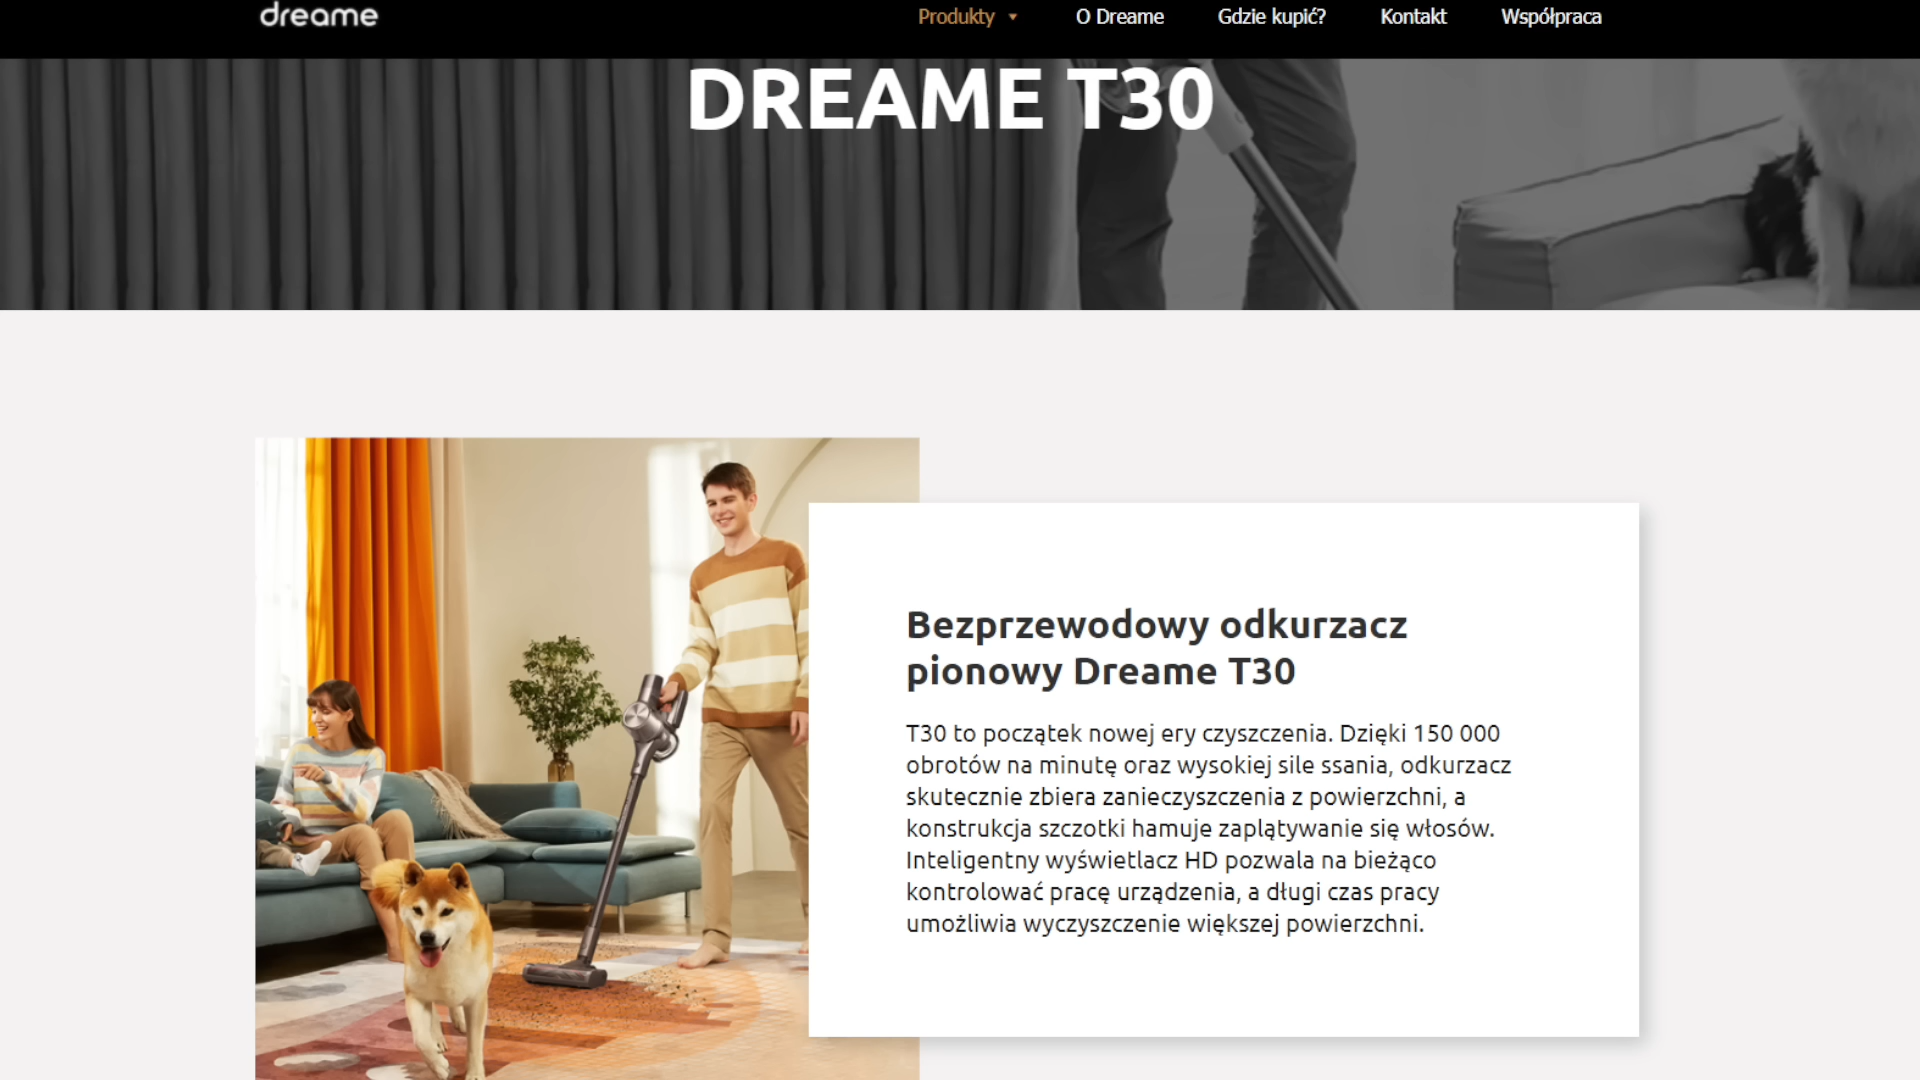 dreame
Produkty
O Dreame
Gdzie kupić?
Kontakt
Współpraca
DREAME T30
Bezprzewodowy odkurzacz
pionowy Dreame T30
T30 to początek nowej ery czyszczenia. Dzięki 150 000
obrotów na minutę oraz wysokiej sile ssania, odkurzacz
skutecznie zbiera zanieczyszczenia z powierzchni, a
konstrukcja szczotki hamuje zaplątywanie się włosów.
Inteligentny wyświetlacz HD pozwala na bieżąco
kontrolować pracę urządzenia, a długi czas pracy
umożliwia wyczyszczenie większej powierzchni.